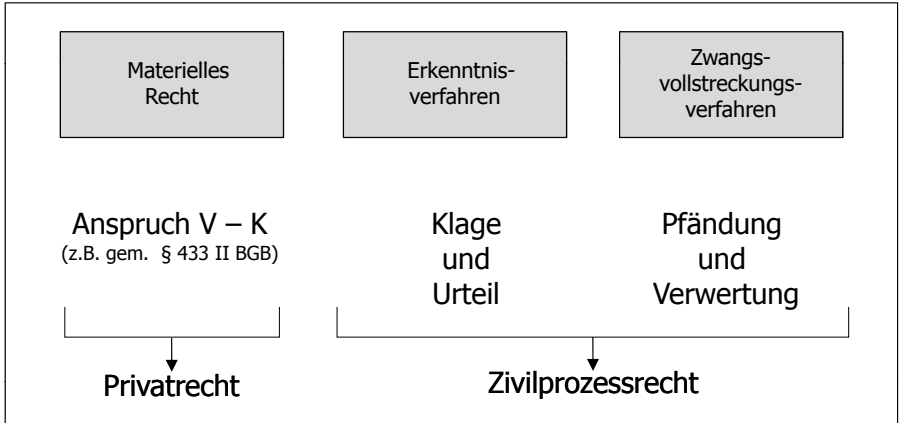 Materielles
Recht
Erkenntnis-
verfahren
Zwangs-
vollstreckungs-
verfahren
Anspruch V – K
(z.B. gem. § 433 II BGB)
Klage
und
Urteil
Pfändung
und
Verwertung
Privatrecht
Zivilprozessrecht